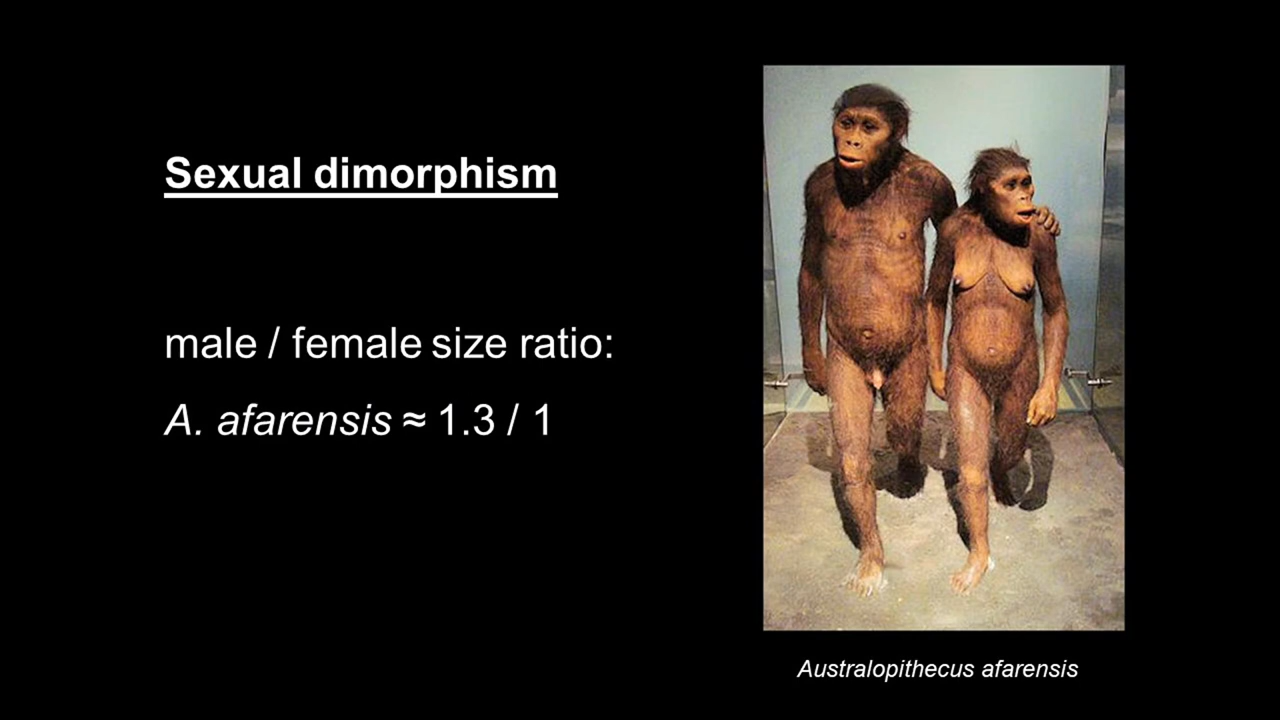 Sexual dimorphism
male / female size ratio:
A. afarensis ≈ 1.3 / 1
Australopithecus afarensis